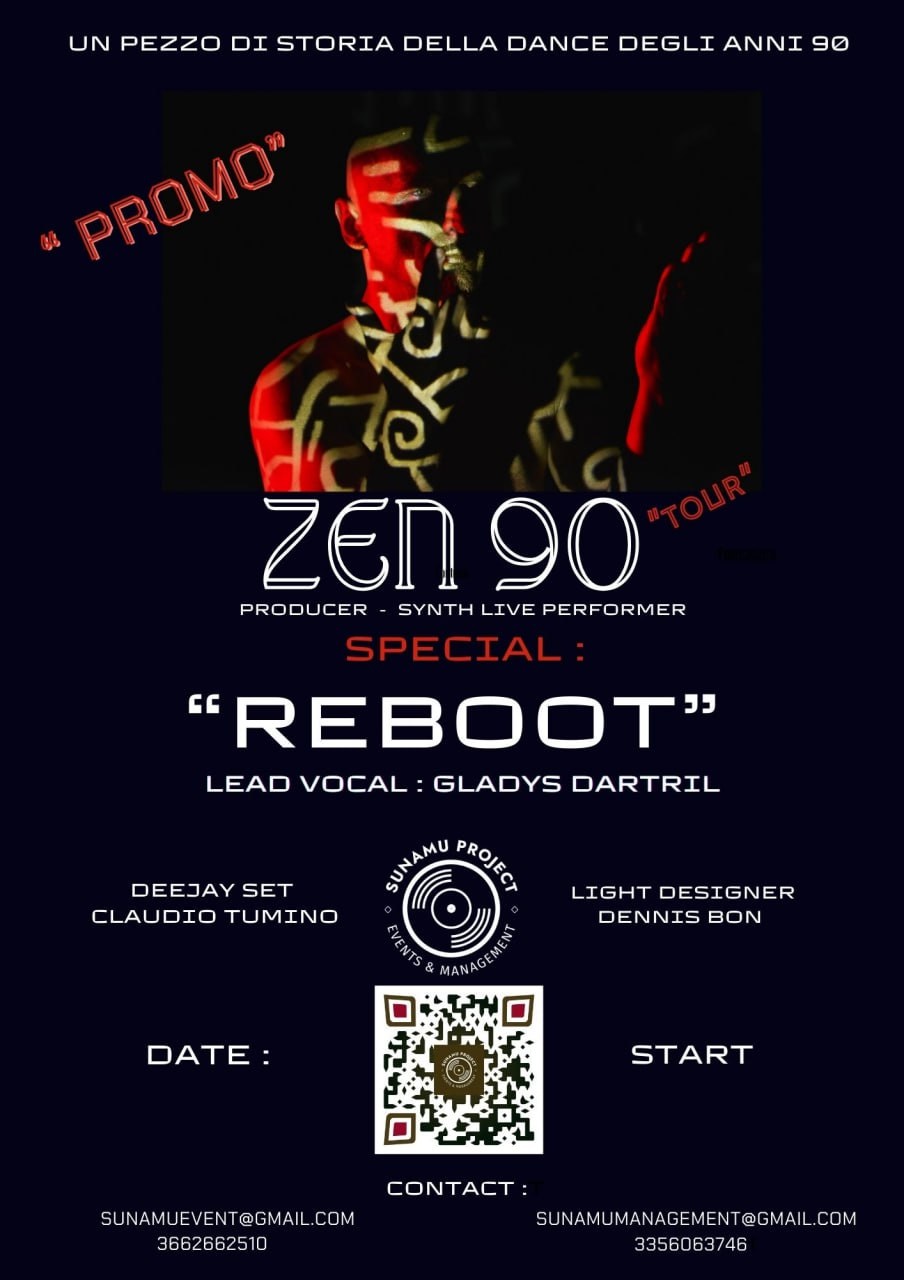 UN PEZZO DI STORIA DELLA DANCE DEGLI ANNI 90
“ PROMO”
ZEN 90
"TOUR"
PRODUCER - SYNTH LIVE PERFORMER
SPECIAL :
“REBOOT”
LEAD VOCAL : GLADYS DARTRIL
SUNAMU PROJECT
EVENTS & MANAGEMENT
DEEJAY SET
CLAUDIO TUMINO
LIGHT DESIGNER
DENNIS BON
DATE :
SUNAMU PROJECT
START
CONTACT :
SUNAMUEVENT@GMAIL.COM
3662662510
SUNAMUMANAGEMENT@GMAIL.COM
3356063746